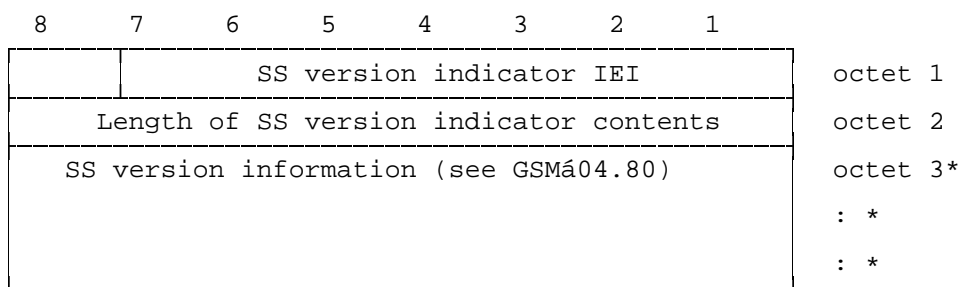 8 7 6 5 4 3 2 1
SS version indicator IEI octet 1
Length of SS version indicator contents octet 2
SS version information (see GSMá04.80) octet 3*
: *
: *